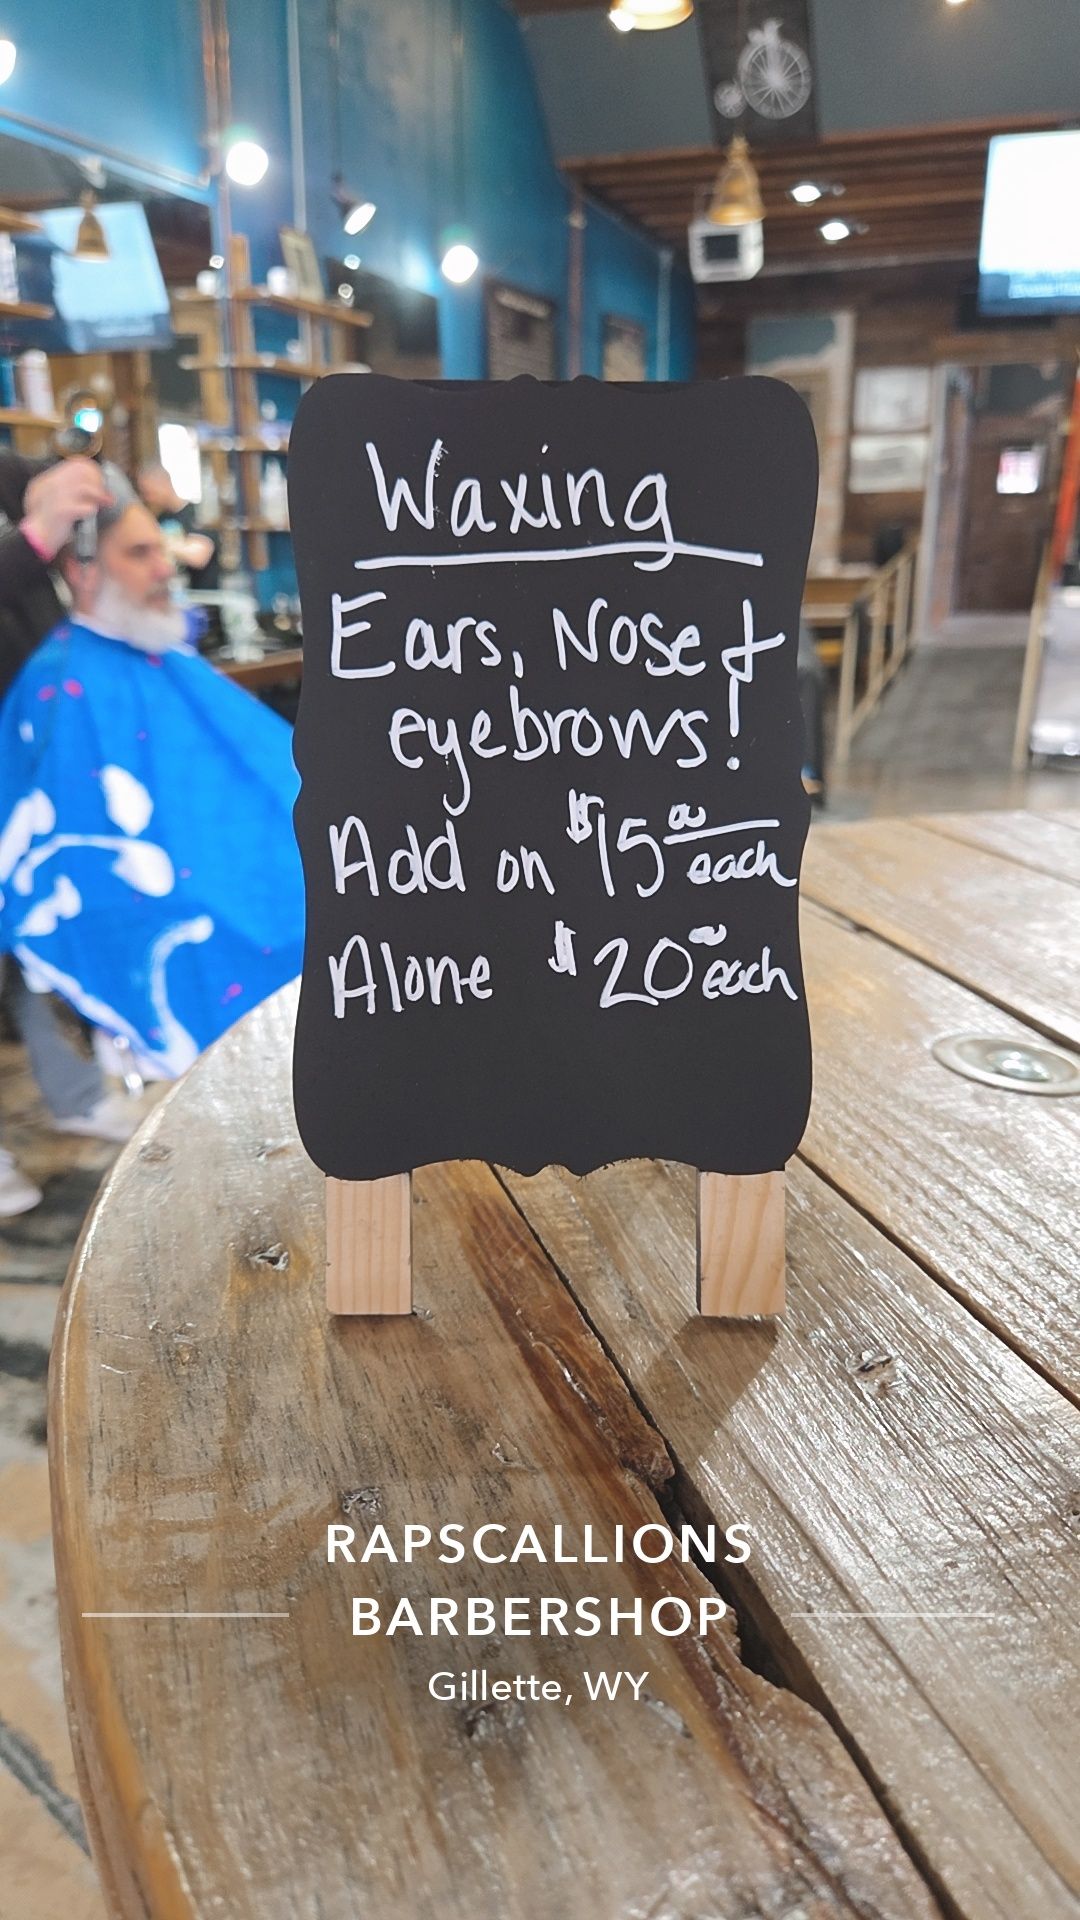 Waxing
Ears, Nose &
eyebrows!
Add on $15 00 each
Alone $20 00 each
RAPSCALLIONS
BARBERSHOP
Gillette, WY